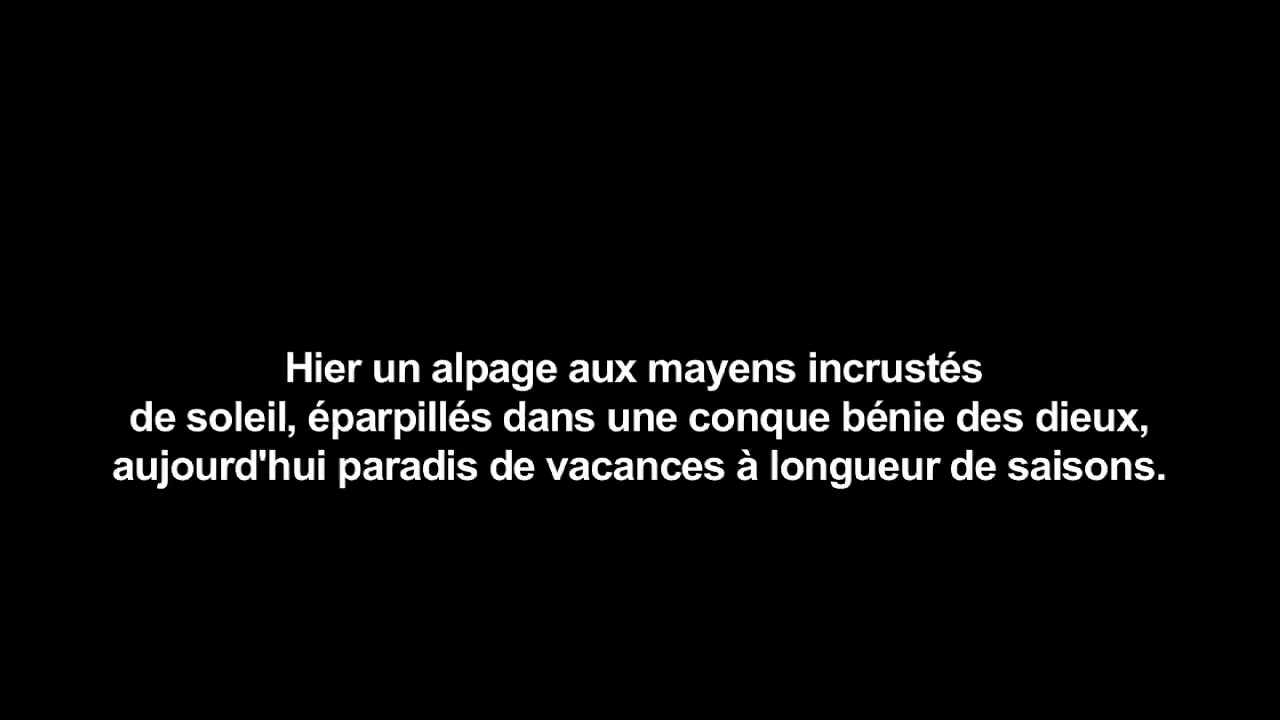 Hier un alpage aux mayens incrustés
de soleil, éparpillés dans une conque bénie des dieux,
aujourd'hui paradis de vacances à longueur de saisons.